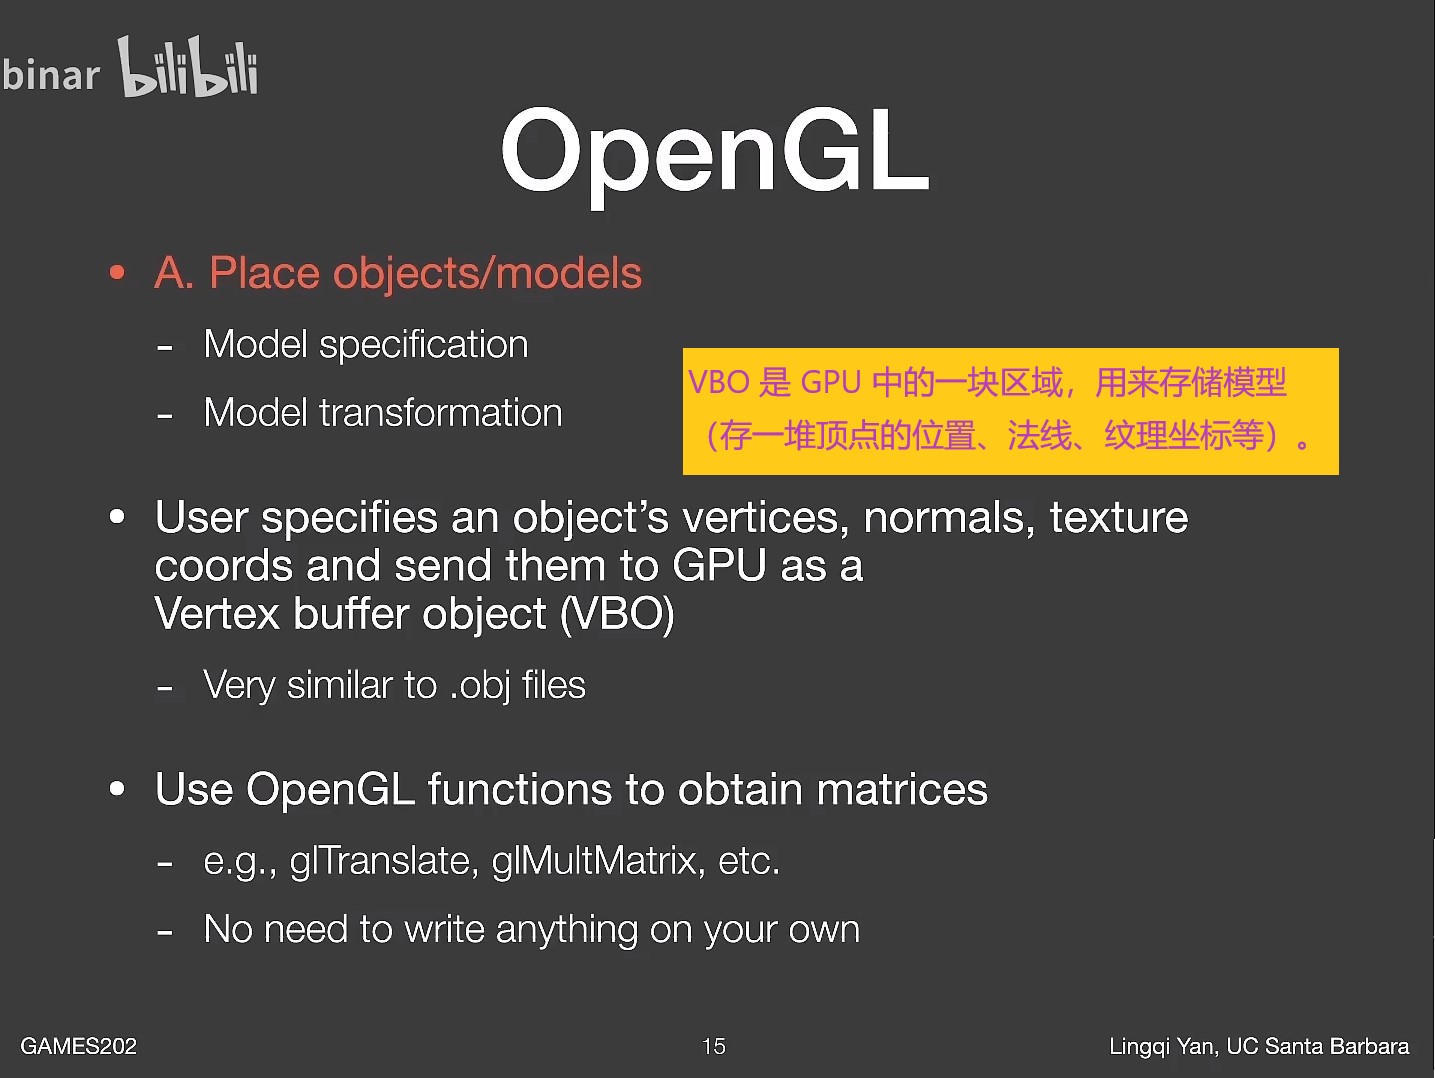 binar bilibili
OpenGL
• A. Place objects/models
- Model specification
- Model transformation
VBO 是 GPU 中的一块区域，用来存储模型
（存一堆顶点的位置、法线、纹理坐标等）。
• User specifies an object’s vertices, normals, texture
coords and send them to GPU as a
Vertex buffer object (VBO)
- Very similar to .obj files
• Use OpenGL functions to obtain matrices
- e.g., glTranslate, glMultMatrix, etc.
- No need to write anything on your own
GAMES202 15 Lingqi Yan, UC Santa Barbara